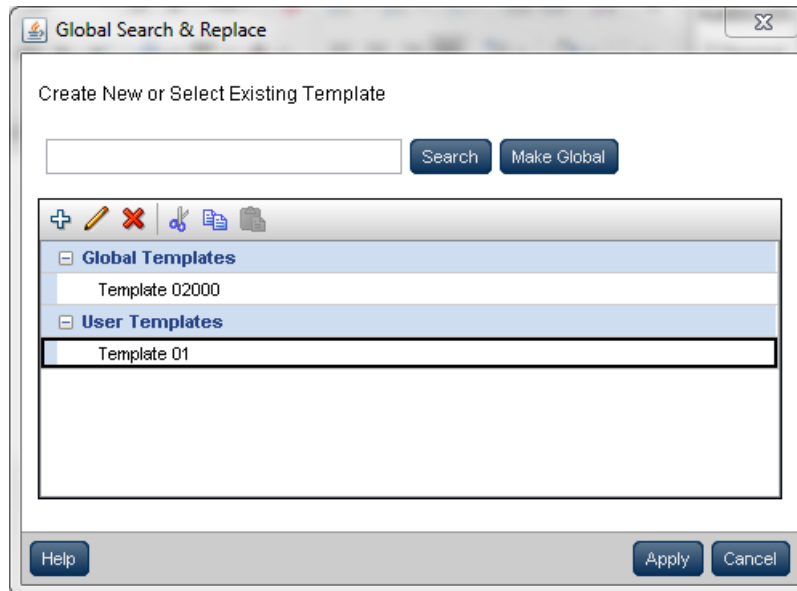 Global Search & Replace
Create New or Select Existing Template
Search Make Global
Global Templates
Template 02000
User Templates
Template 01
Help Apply Cancel